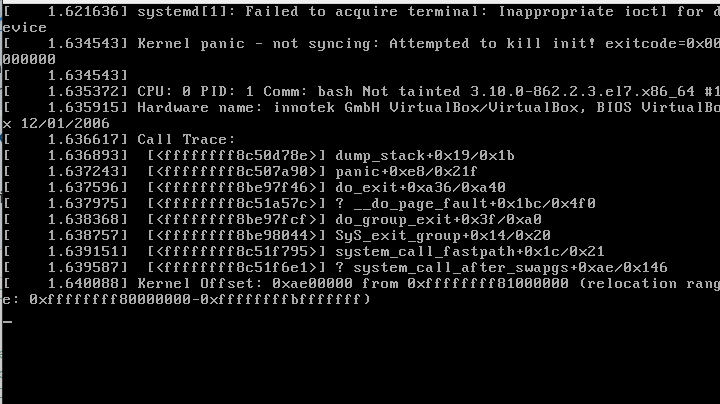 [    1.621636] systemd[1]: Failed to acquire terminal: Inappropriate ioctl for d
evice
[    1.634543] Kernel panic - not syncing: Attempted to kill init! exitcode=0x00
000000
[    1.634543]
[    1.635372] CPU: 0 PID: 1 Comm: bash Not tainted 3.10.0-862.2.3.el7.x86_64 #1
[    1.635915] Hardware name: innotek GmbH VirtualBox/VirtualBox, BIOS VirtualBo
x 12/01/2006
[    1.636617] Call Trace:
[    1.636893]  [<ffffffff8c50d78e>] dump_stack+0x19/0x1b
[    1.637243]  [<ffffffff8c507a90>] panic+0xe8/0x21f
[    1.637596]  [<ffffffff8be97f46>] do_exit+0xa36/0xa40
[    1.637975]  [<ffffffff8c51a57c>] ? __do_page_fault+0x1bc/0x4f0
[    1.638368]  [<ffffffff8be97fcf>] do_group_exit+0x3f/0xa0
[    1.638757]  [<ffffffff8be98044>] SyS_exit_group+0x14/0x20
[    1.639151]  [<ffffffff8c51f795>] system_call_fastpath+0x1c/0x21
[    1.639587]  [<ffffffff8c51f6e1>] ? system_call_after_swapgs+0xae/0x146
[    1.640088] Kernel Offset: 0xae00000 from 0xffffffff81000000 (relocation rang
e: 0xffffffff80000000-0xffffffffbfffffff)